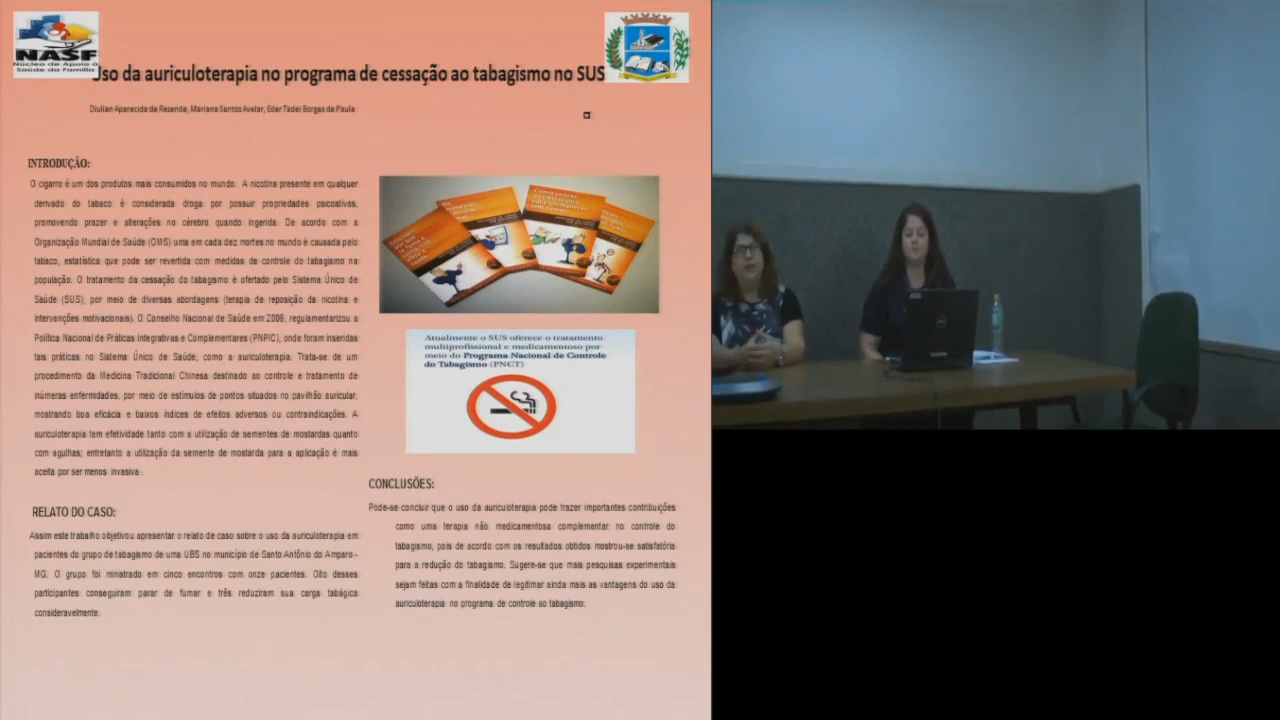 NASF
Núcleo de Apoio à
Saúde da Família
Uso da auriculoterapia no programa de cessação ao tabagismo no SUS
Diulian Aparecida de Rezende, Mariana Santos Avelar, Eder Tadei Borges de Paula
INTRODUÇÃO:
O cigarro é um dos produtos mais consumidos no mundo. A nicotina presente em qualquer
derivado do tabaco é considerada droga por possuir propriedades psicoativas,
promovendo prazer e alterações no cérebro quando ingerida. De acordo com a
Organização Mundial de Saúde (OMS) uma em cada dez mortes no mundo é causada pelo
tabaco, estatística que pode ser revertida com medidas de controle do tabagismo na
população. O tratamento da cessação do tabagismo é ofertado pelo Sistema Único de
Saúde (SUS), por meio de diversas abordagens (terapia de reposição da nicotina e
intervenções motivacionais). O Conselho Nacional de Saúde em 2006, regulamentarizou a
Política Nacional de Práticas Integrativas e Complementares (PNPIC), onde foram inseridas
tais práticas no Sistema Único de Saúde, como a auriculoterapia. Trata-se de um
procedimento da Medicina Tradicional Chinesa destinado ao controle e tratamento de
inúmeras enfermidades, por meio de estímulos de pontos situados no pavilhão auricular,
mostrando boa eficácia e baixos índices de efeitos adversos ou contraindicações. A
auriculoterapia tem efetividade tanto com a utilização de sementes de mostardas quanto
com agulhas; entretanto a utilização da semente de mostarda para a aplicação é mais
aceita por ser menos invasiva.
RELATO DO CASO:
Assim este trabalho objetivou apresentar o relato de caso sobre o uso da auriculoterapia em
pacientes do grupo de tabagismo de uma UBS no município de Santo Antônio do Amparo -
MG. O grupo foi ministrado em cinco encontros com onze pacientes. Oito desses
participantes conseguiram parar de fumar e três reduziram sua carga tabágica
consideravelmente.
Como vencer
os obstáculos
para permanecer
sem fumar
Atualmente o SUS oferece o tratamento
multiprofissional e medicamentoso por
meio do Programa Nacional de Controle
do Tabagismo (PNCT)
CONCLUSÕES:
Pode-se concluir que o uso da auriculoterapia pode trazer importantes contribuições
como uma terapia não medicamentosa complementar no controle do
tabagismo, pois de acordo com os resultados obtidos mostrou-se satisfatória
para a redução do tabagismo. Sugere-se que mais pesquisas experimentais
sejam feitas com a finalidade de legitimar ainda mais as vantagens do uso da
auriculoterapia no programa de controle ao tabagismo.